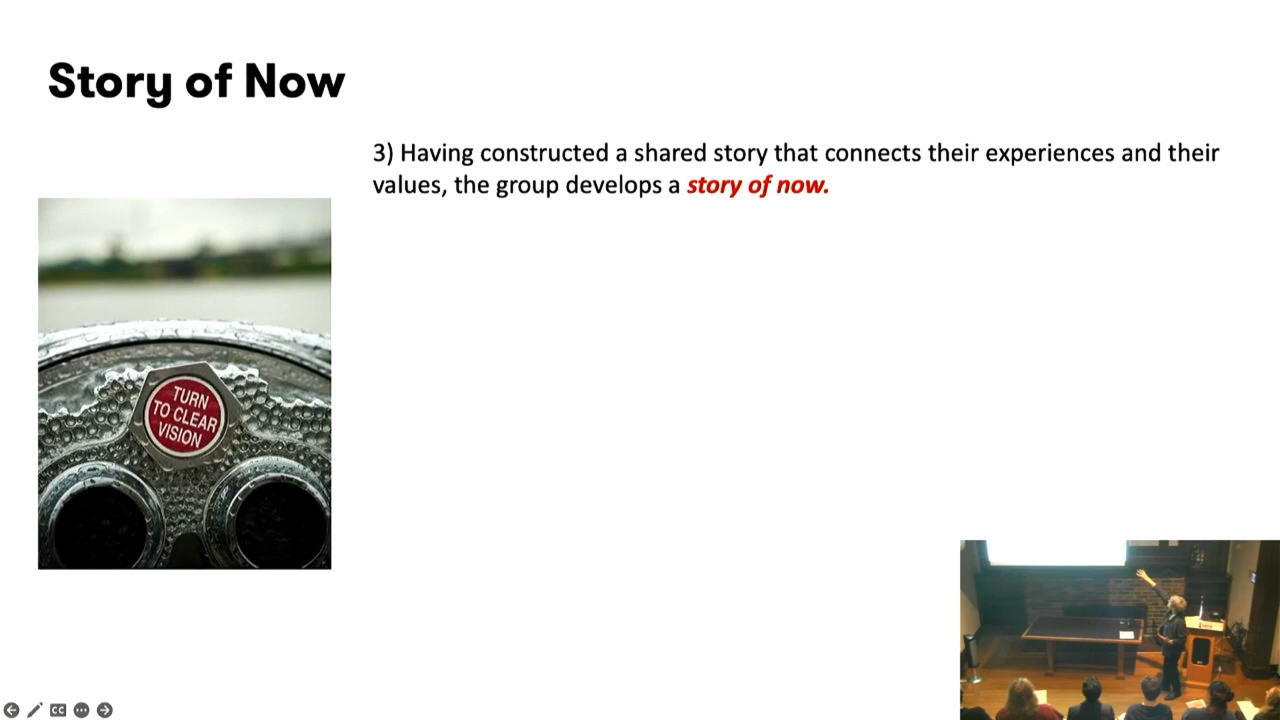 Story of Now
3) Having constructed a shared story that connects their experiences and their
values, the group develops a story of now.
TURN
TO CLEAR
VISION
CC